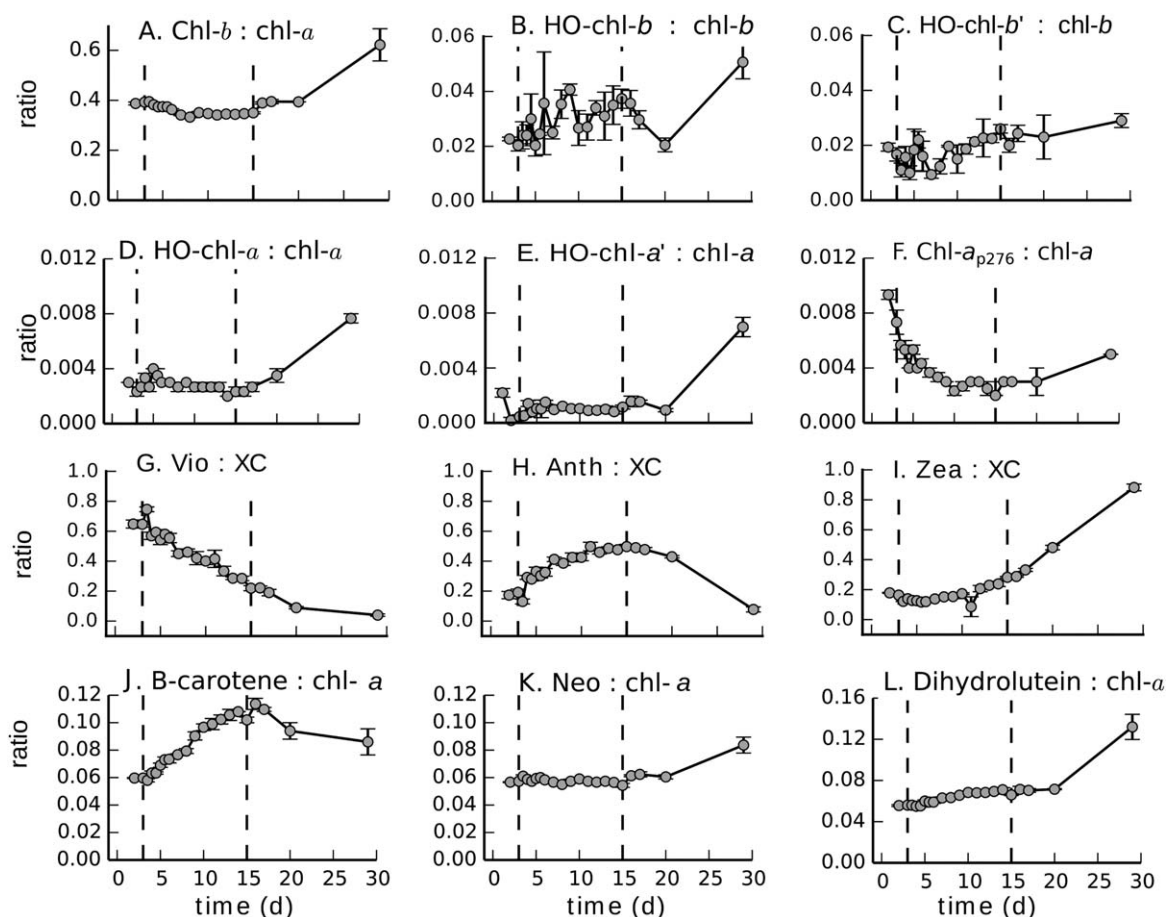 A. Chl-b : chl-a
B. HO-chl-b : chl-b
C. HO-chl-b' : chl-b
ratio
0.6
0.4
0.2
0.0
0.06
0.04
0.02
0.00
0.06
0.04
0.02
0.00
D. HO-chl-a : chl-a
E. HO-chl-a' : chl-a
F. Chl-ap276 : chl-a
ratio
0.012
0.008
0.004
0.000
0.012
0.008
0.004
0.000
0.012
0.008
0.004
0.000
G. Vio : XC
H. Anth : XC
I. Zea : XC
ratio
1.0
0.8
0.6
0.4
0.2
0.0
1.0
0.8
0.6
0.4
0.2
0.0
1.0
0.8
0.6
0.4
0.2
0.0
J. B-carotene : chl- a
K. Neo : chl- a
L. Dihydrolutein : chl-a
ratio
0.12
0.10
0.08
0.06
0.04
0.02
0.00
0.12
0.10
0.08
0.06
0.04
0.02
0.00
0.16
0.12
0.08
0.04
0.00
0 5 10 15 20 25 30
0 5 10 15 20 25 30
0 5 10 15 20 25 30
time (d)
time (d)
time (d)